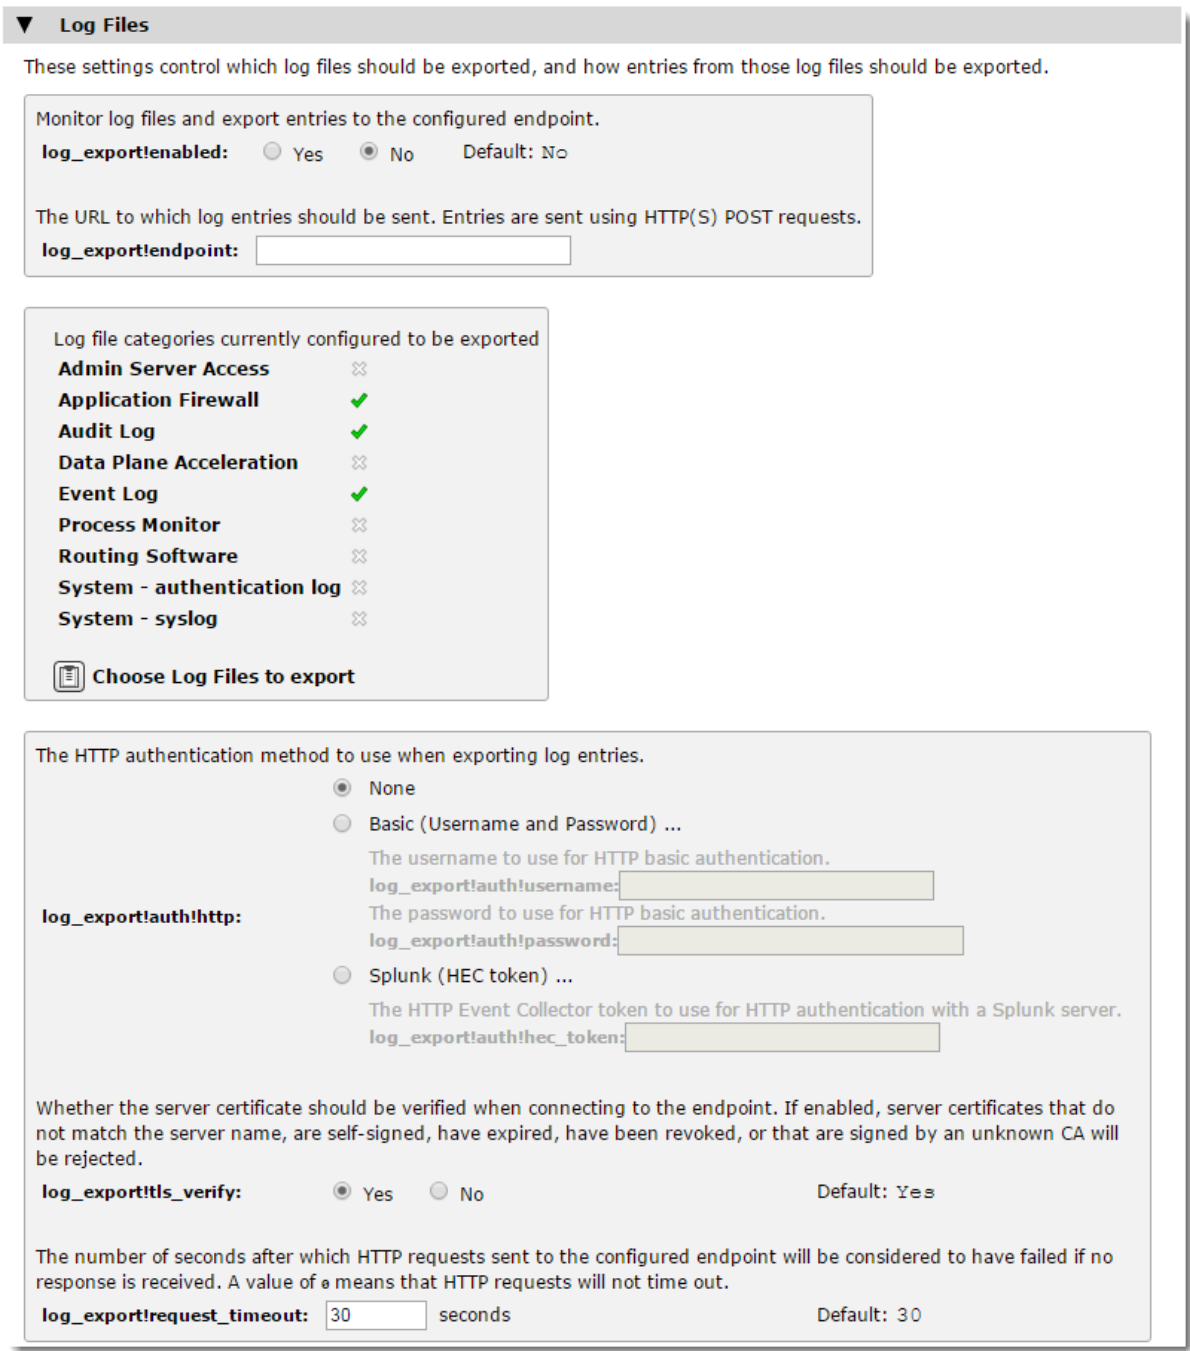 Log Files
These settings control which log files should be exported, and how entries from those log files should be exported.
Monitor log files and export entries to the configured endpoint.
log_export!enabled: Yes No Default: No
The URL to which log entries should be sent. Entries are sent using HTTP(S) POST requests.
log_export!endpoint:
Log file categories currently configured to be exported
Admin Server Access
Application Firewall
Audit Log
Data Plane Acceleration
Event Log
Process Monitor
Routing Software
System - authentication log
System - syslog
Choose Log Files to export
The HTTP authentication method to use when exporting log entries.
None
Basic (Username and Password) ...
The username to use for HTTP basic authentication.
log_export!auth!username:
log_export!auth!http:
The password to use for HTTP basic authentication.
log_export!auth!password:
Splunk (HEC token) ...
The HTTP Event Collector token to use for HTTP authentication with a Splunk server.
log_export!auth!hec_token:
Whether the server certificate should be verified when connecting to the endpoint. If enabled, server certificates that do
not match the server name, are self-signed, have expired, have been revoked, or that are signed by an unknown CA will
be rejected.
log_export!tls_verify: Yes No Default: Yes
The number of seconds after which HTTP requests sent to the configured endpoint will be considered to have failed if no
response is received. A value of 0 means that HTTP requests will not time out.
log_export!request_timeout: 30 seconds Default: 30